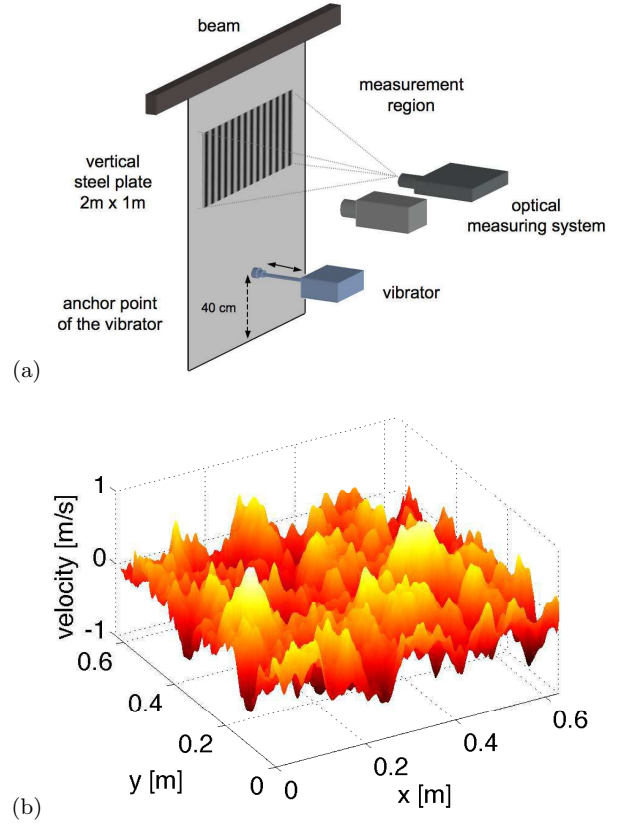 beam
measurement
region
vertical
steel plate
2m x 1m
optical
measuring system
anchor point
of the vibrator
40 cm
vibrator
(a)
velocity [m/s]
1
0
-1
0.6
0.4
0.2
0
y [m]
0
0.2
0.4
0.6
x [m]
(b)